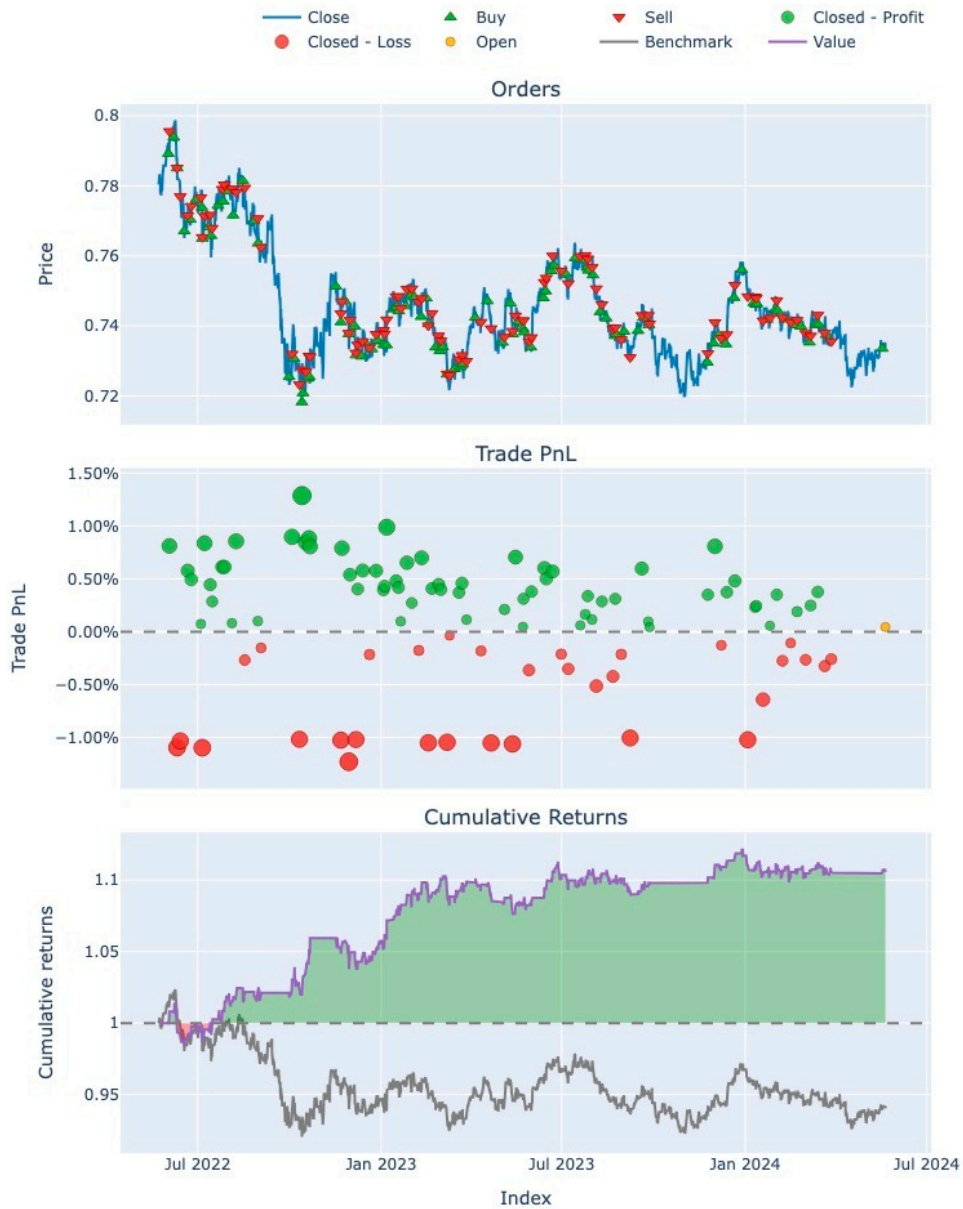 Close Buy Sell Closed - Profit
Closed - Loss Open Benchmark Value
Orders
0.8
0.78
0.76
0.74
0.72
Price
Trade PnL
1.50%
1.00%
0.50%
0.00%
−0.50%
−1.00%
Trade PnL
Cumulative Returns
1.1
1.05
1
0.95
Cumulative returns
Jul 2022 Jan 2023 Jul 2023 Jan 2024 Jul 2024
Index